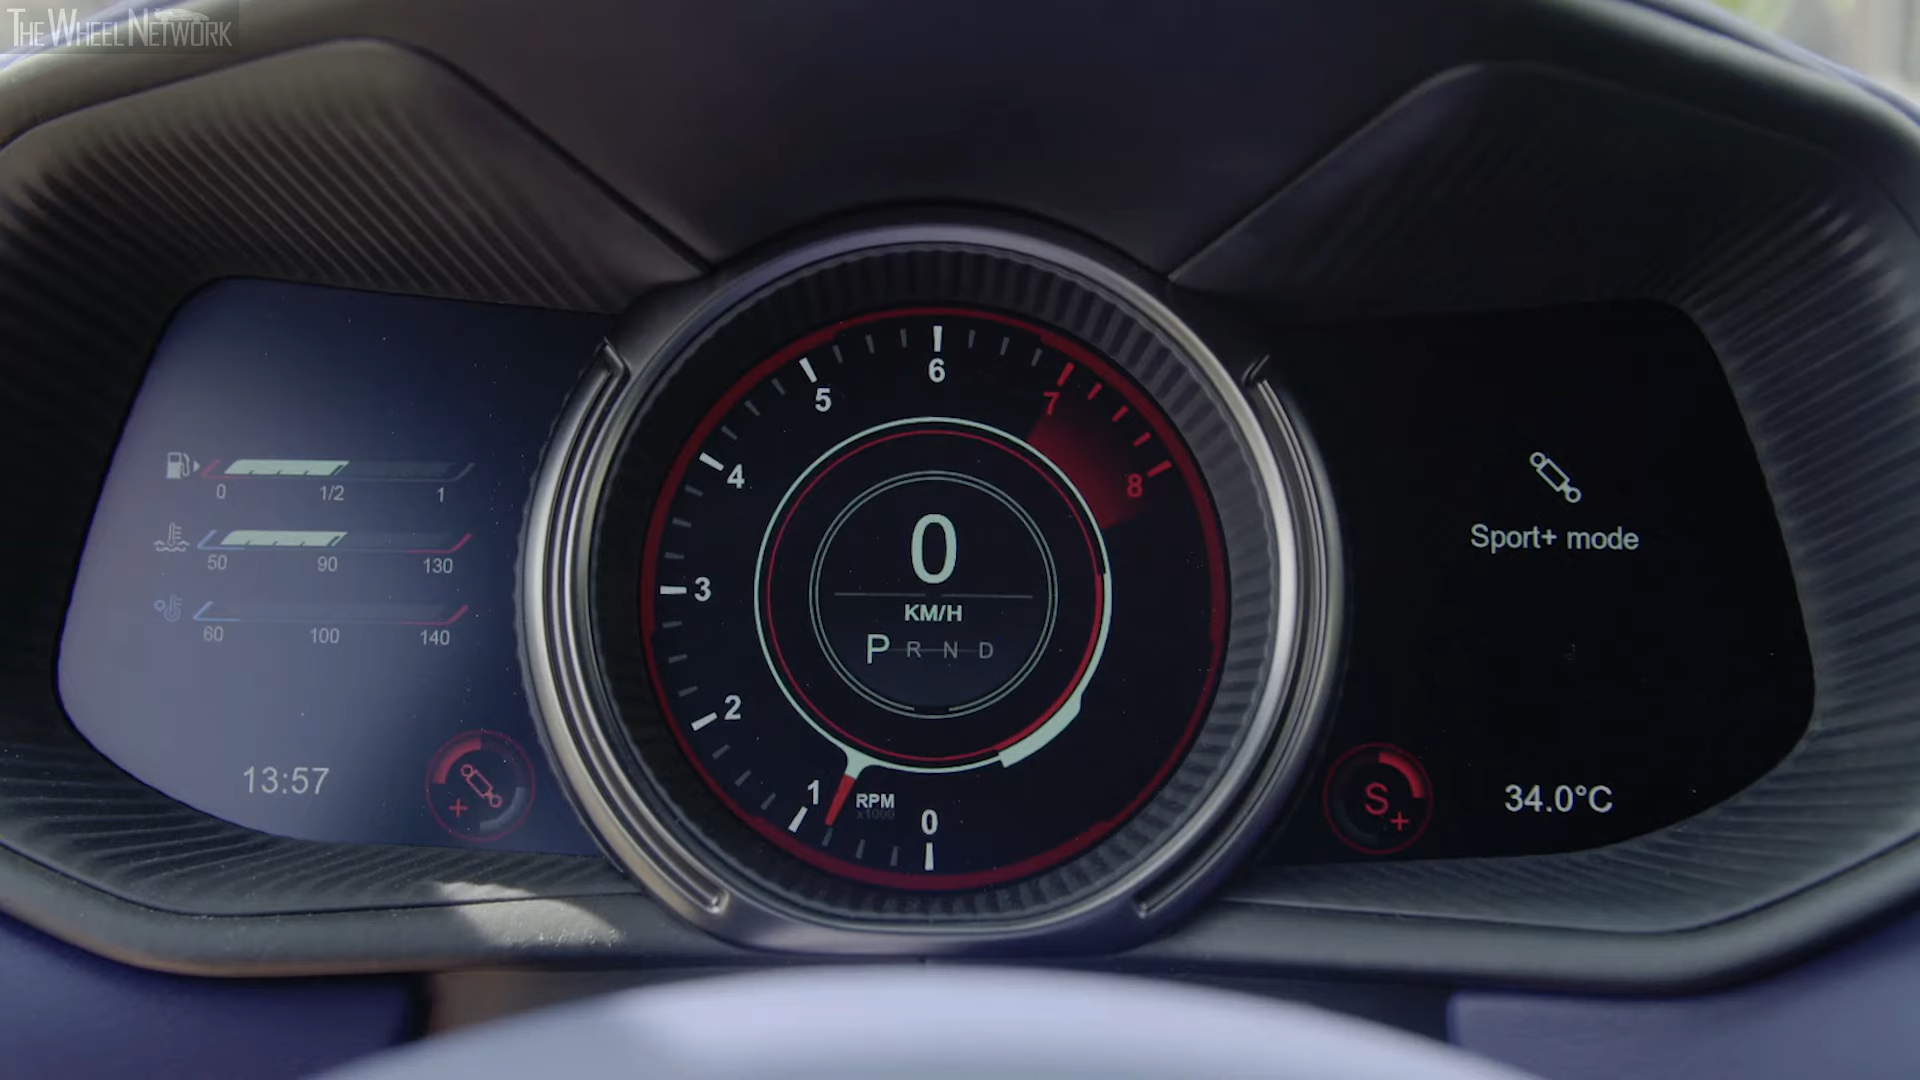 THE WHEEL NETWORK
6
5
7
4
8
3
2
1
0
RPM
x1000
0
KM/H
P R N D
0 1/2 1
50 90 130
60 100 140
13:57
+
Sport+ mode
S+
34.0°C